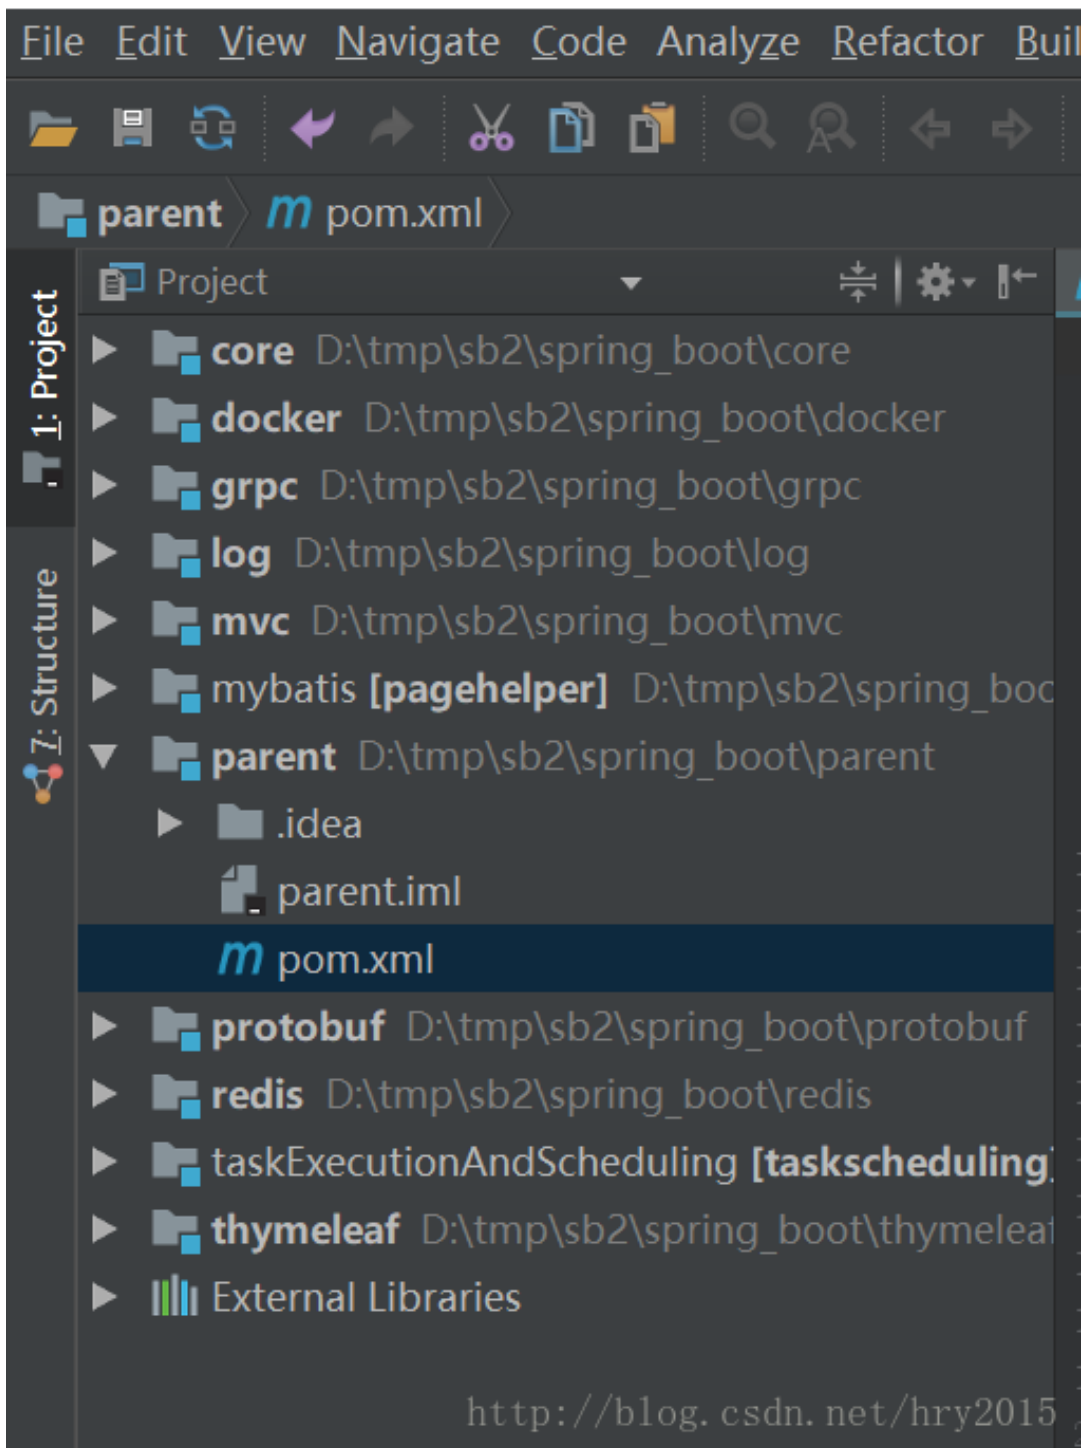 File Edit View Navigate Code Analyze Refactor Buil
parent pom.xml
Project
1: Project
7: Structure
core D:\tmp\sb2\spring_boot\core
docker D:\tmp\sb2\spring_boot\docker
grpc D:\tmp\sb2\spring_boot\grpc
log D:\tmp\sb2\spring_boot\log
mvc D:\tmp\sb2\spring_boot\mvc
mybatis [pagehelper] D:\tmp\sb2\spring_boo
parent D:\tmp\sb2\spring_boot\parent
.idea
parent.iml
pom.xml
protobuf D:\tmp\sb2\spring_boot\protobuf
redis D:\tmp\sb2\spring_boot\redis
taskExecutionAndScheduling [taskscheduling]
thymeleaf D:\tmp\sb2\spring_boot\thymeleaf
External Libraries
http://blog.csdn.net/hry2015